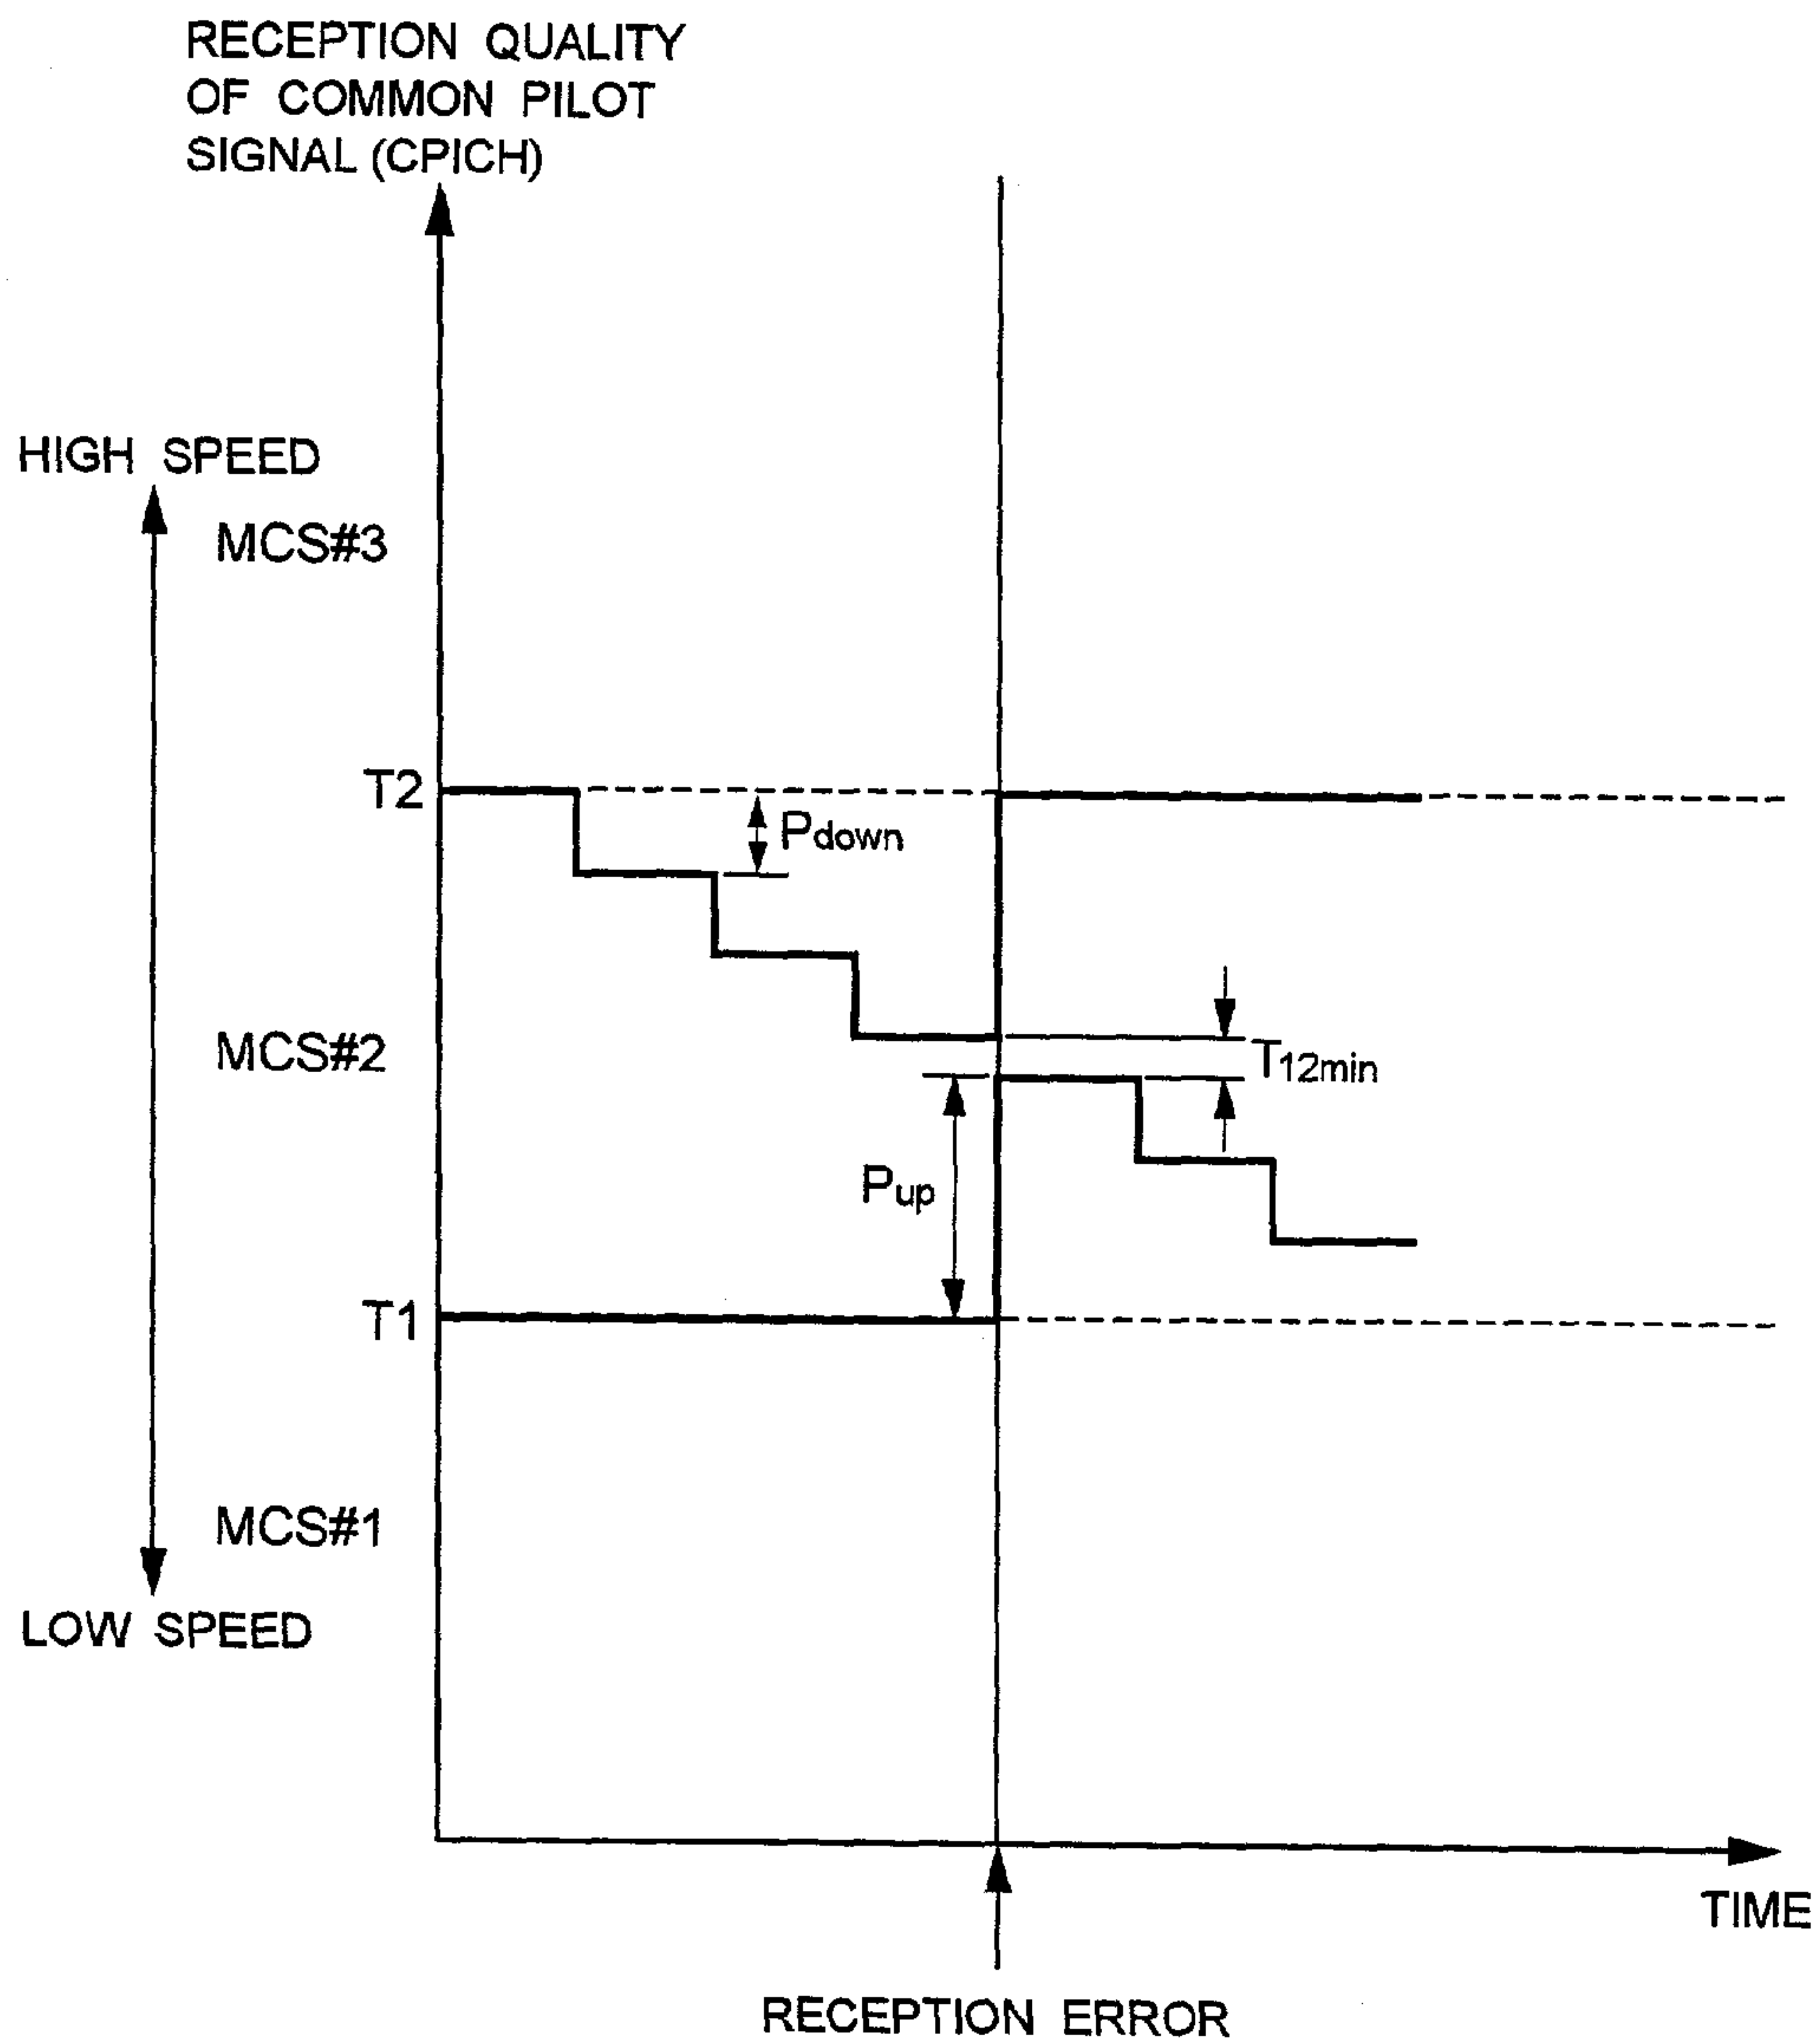 RECEPTION QUALITY
OF COMMON PILOT
SIGNAL (CPICH)
HIGH SPEED
MCS#3
T2
Pdown
MCS#2
T12min
Pup
T1
MCS#1
LOW SPEED
TIME
RECEPTION ERROR